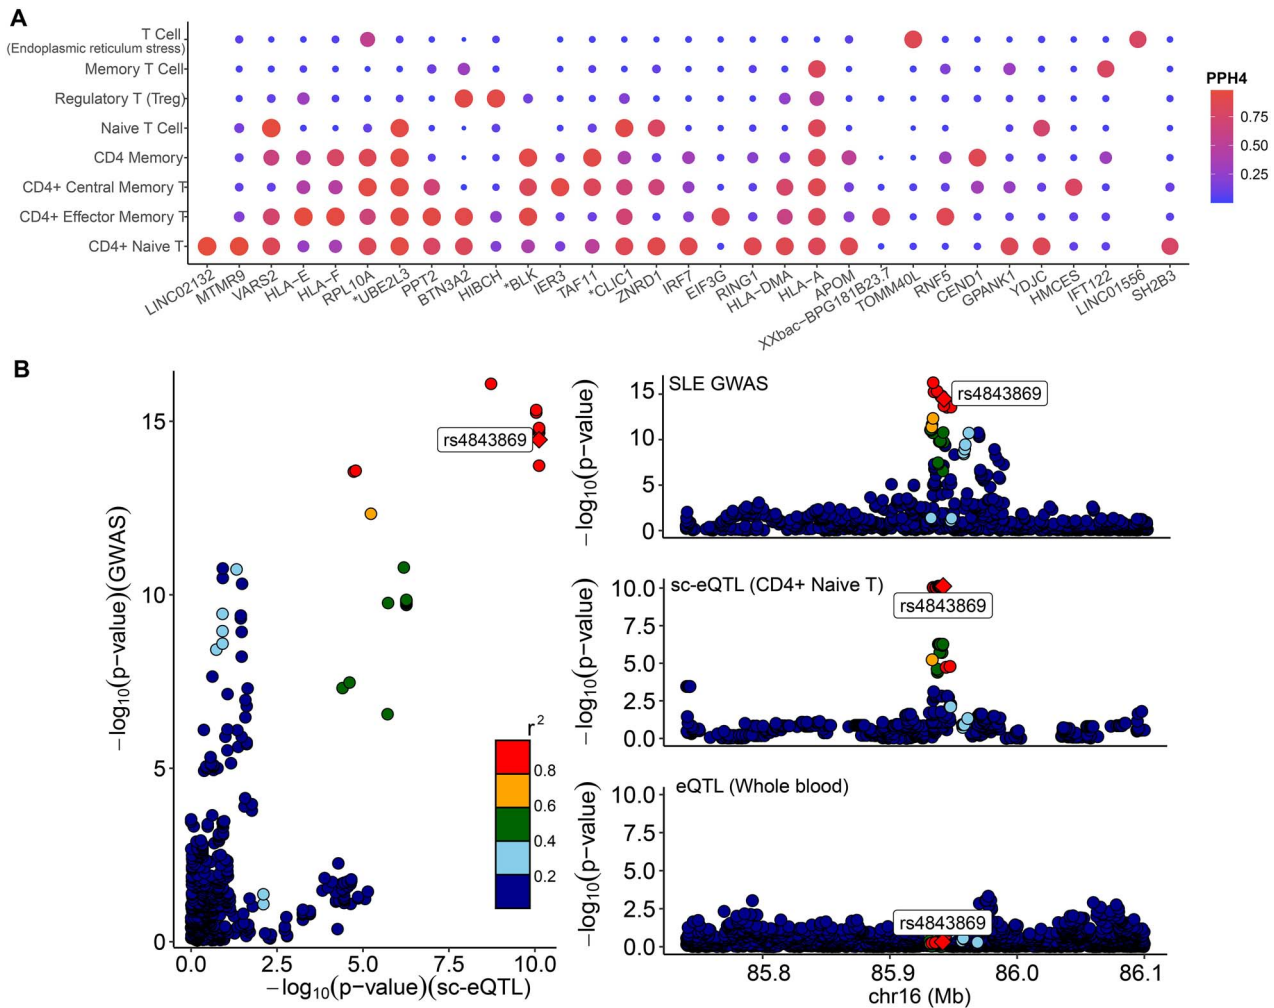 A
T Cell
(Endoplasmic reticulum stress)
Memory T Cell
Regulatory T (Treg)
Naive T Cell
CD4 Memory
CD4+ Central Memory T
CD4+ Effector Memory T
CD4+ Naive T
LINC02132
MTMR9
VARS2
HLA−E
HLA−F
RPL10A
*UBE2L3
PPT2
BTN3A2
HIBCH
*BLK
IER3
TAF11
*CLIC1
ZNRD1
IRF7
EIF3G
RING1
HLA−DMA
HLA−A
APOM
XXbac−BPG181B23.7
TOMM40L
RNF5
CEND1
GPANK1
YDJC
HMCES
IFT122
LINC01556
SH2B3
PPH4
0.75
0.50
0.25
B
−log10(p−value)(GWAS)
15
10
5
0
rs4843869
r2
0.8
0.6
0.4
0.2
0.0
2.5
5.0
7.5
10.0
−log10(p−value)(sc−eQTL)
SLE GWAS
−log10(p−value)
15
10
5
0
rs4843869
sc−eQTL (CD4+ Naive T)
−log10(p−value)
10.0
7.5
5.0
2.5
0.0
rs4843869
eQTL (Whole blood)
−log10(p−value)
10.0
7.5
5.0
2.5
0.0
rs4843869
85.8
85.9
86.0
86.1
chr16 (Mb)